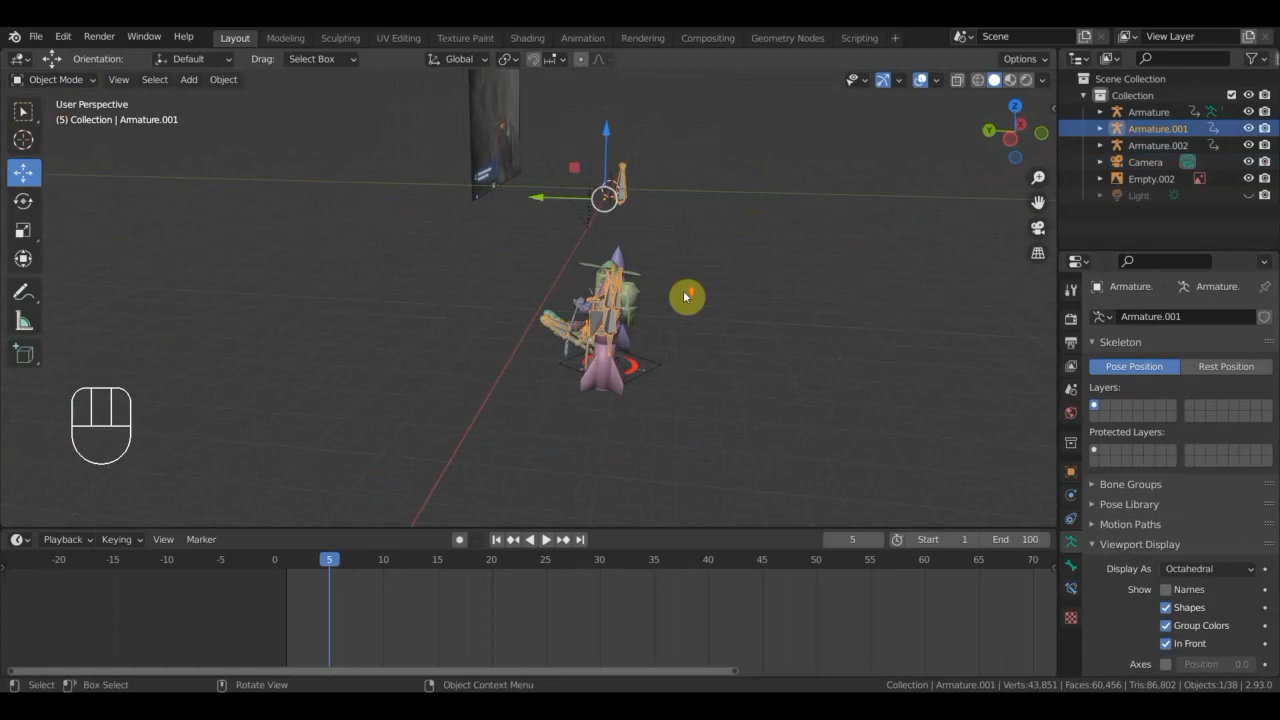 File Edit Render Window Help Layout Modeling Sculpting UV Editing Texture Paint Shading Animation Rendering Compositing Geometry Nodes Scripting + Scene View Layer
Orientation: Default Drag: Select Box Global Options
Object Mode View Select Add Object
User Perspective
(5) Collection | Armature.001
Z
Y
X
Scene Collection
Collection
Armature
Armature.001
Armature.002
Camera
Empty.002
Light
Armature. Armature.
Armature.001
Skeleton
Pose Position Rest Position
Layers:
Protected Layers:
Bone Groups
Pose Library
Motion Paths
Viewport Display
Display As Octahedral
Show Names
Shapes
Group Colors
In Front
Axes Position 0.0
Playback Keying View Marker 5 Start 1 End 100
-20 -15 -10 -5 0 5 10 15 20 25 30 35 40 45 50 55 60 65 70
Select Box Select Rotate View Object Context Menu Collection | Armature.001 | Verts:43,851 | Faces:60,456 | Tris:86,802 | Objects:1/38 | 2.93.0